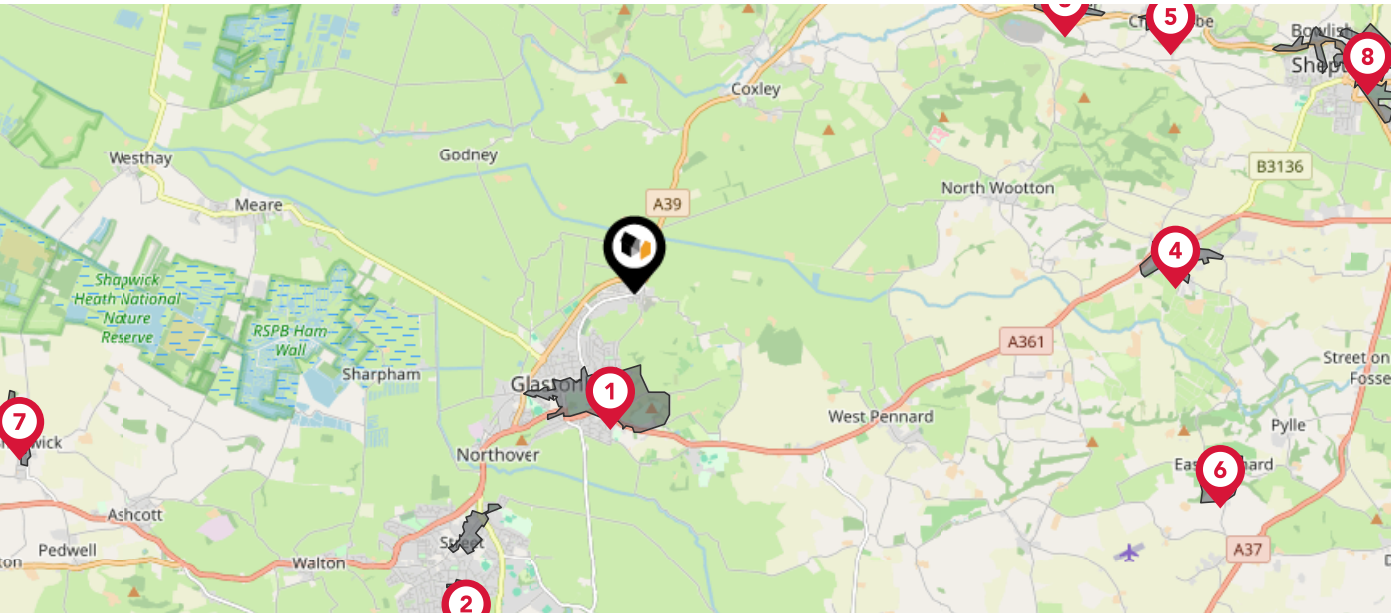 5
Bowlish
8
Coxley
Westhay
Godney
B3136
North Wootton
Meare
A39
4
Shapwick
Heath National
Nature
Reserve
RSPB Ham
Wall
A361
Street on
Fosse
Sharpham
1
West Pennard
7
Pylle
Northover
6
Ashcott
Street
Pedwell
Walton
A37
2